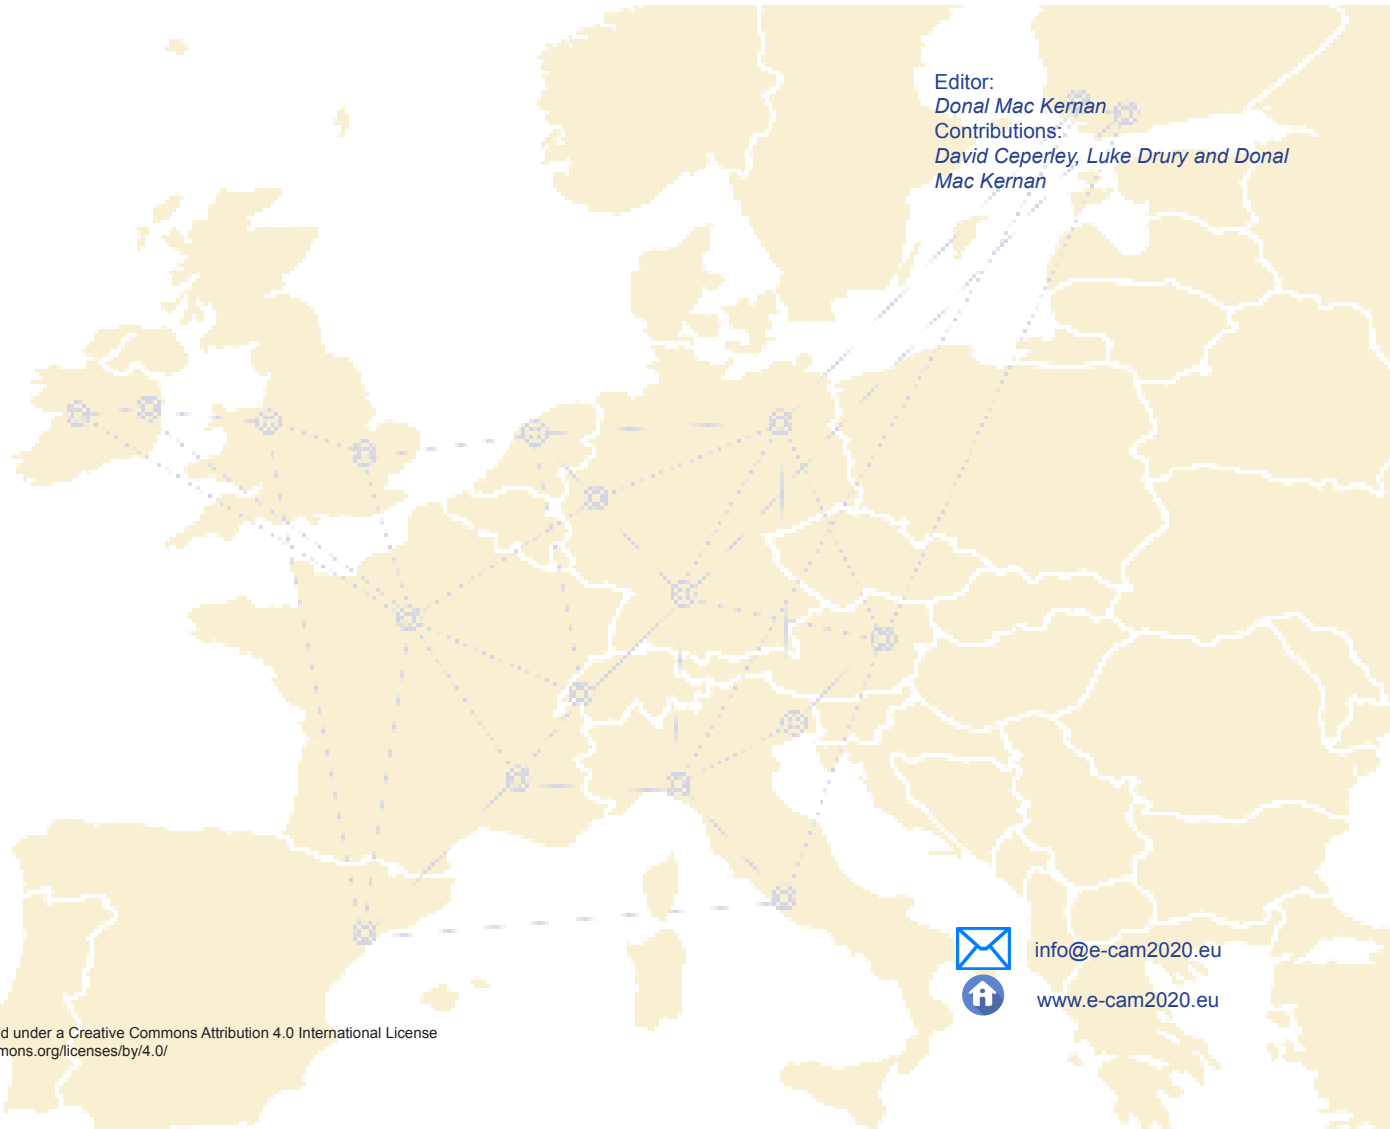 Editor:
Donal Mac Kernan
Contributions:
David Ceperley, Luke Drury and Donal
Mac Kernan
info@e-cam2020.eu
www.e-cam2020.eu
d under a Creative Commons Attribution 4.0 International License
mons.org/licenses/by/4.0/